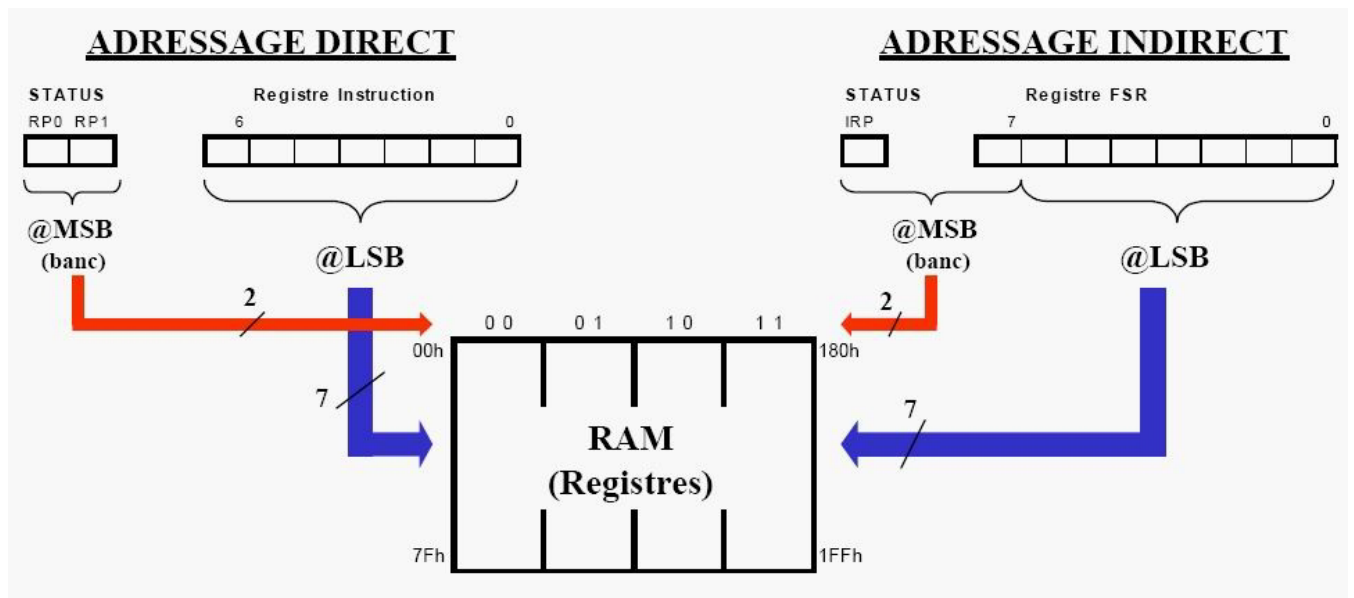 ADRESSAGE DIRECT
STATUS
Registre Instruction
RP0 RP1
6
0
@MSB
(banc)
@LSB
2
7
ADRESSAGE INDIRECT
STATUS
Registre FSR
IRP
7
0
@MSB
(banc)
@LSB
2
7
0 0
0 1
1 0
1 1
00h
180h
RAM
(Registres)
7Fh
1FFh